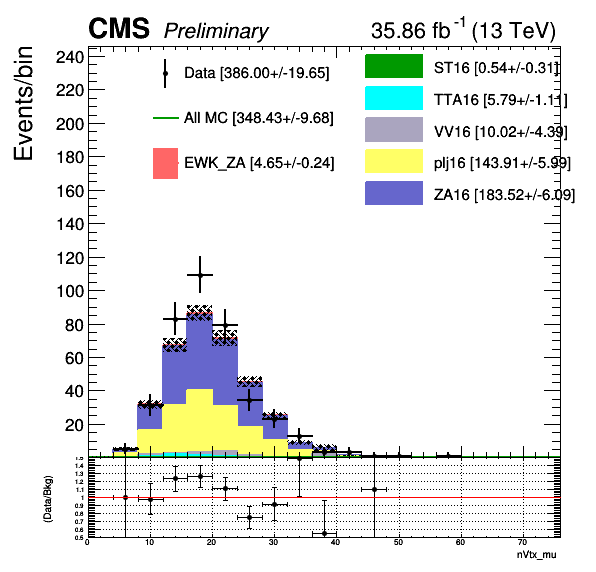 CMS Preliminary 35.86 fb⁻¹ (13 TeV)
Events/bin
240
220
200
180
160
140
120
100
80
60
40
20
Data [386.00+/-19.65]
All MC [348.43+/-9.68]
EWK_ZA [4.65+/-0.24]
ST16 [0.54+/-0.31]
TTA16 [5.79+/-1.11]
VV16 [10.02+/-4.39]
plj16 [143.91+/-5.99]
ZA16 [183.52+/-6.09]
(Data/Bkg)
1.5
1.4
1.3
1.2
1.1
1
0.9
0.8
0.7
0.6
0.5
0 10 20 30 40 50 60 70
nVtx_mu